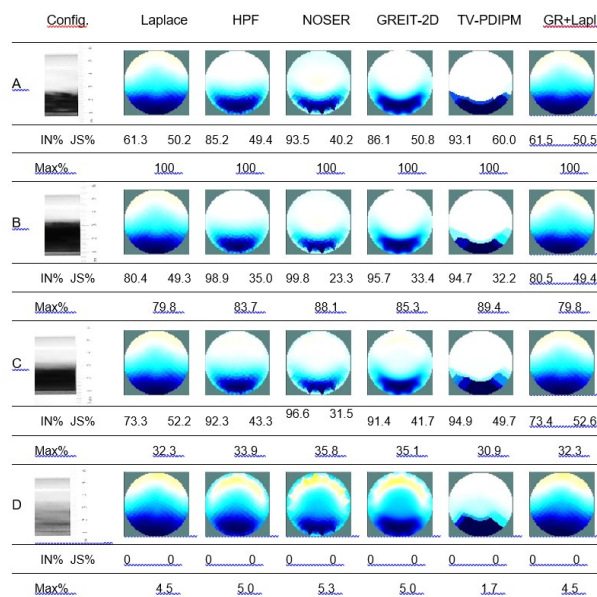 Config. Laplace HPF NOSER GREIT-2D TV-PDIPM GR+Lapl
A
IN% JS% 61.3 50.2 85.2 49.4 93.5 40.2 86.1 50.8 93.1 60.0 61.5 50.5
Max% 100 100 100 100 100 100
B
IN% JS% 80.4 49.3 98.9 35.0 99.8 23.3 95.7 33.4 94.7 32.2 80.5 49.4
Max% 79.8 83.7 88.1 85.3 89.4 79.8
C
IN% JS% 73.3 52.2 92.3 43.3 96.6 31.5 91.4 41.7 94.9 49.7 73.4 52.6
Max% 32.3 33.9 35.8 35.1 30.9 32.3
D
IN% JS% 0 0 0 0 0 0 0 0 0 0 0 0
Max% 4.5 5.0 5.3 5.0 1.7 4.5